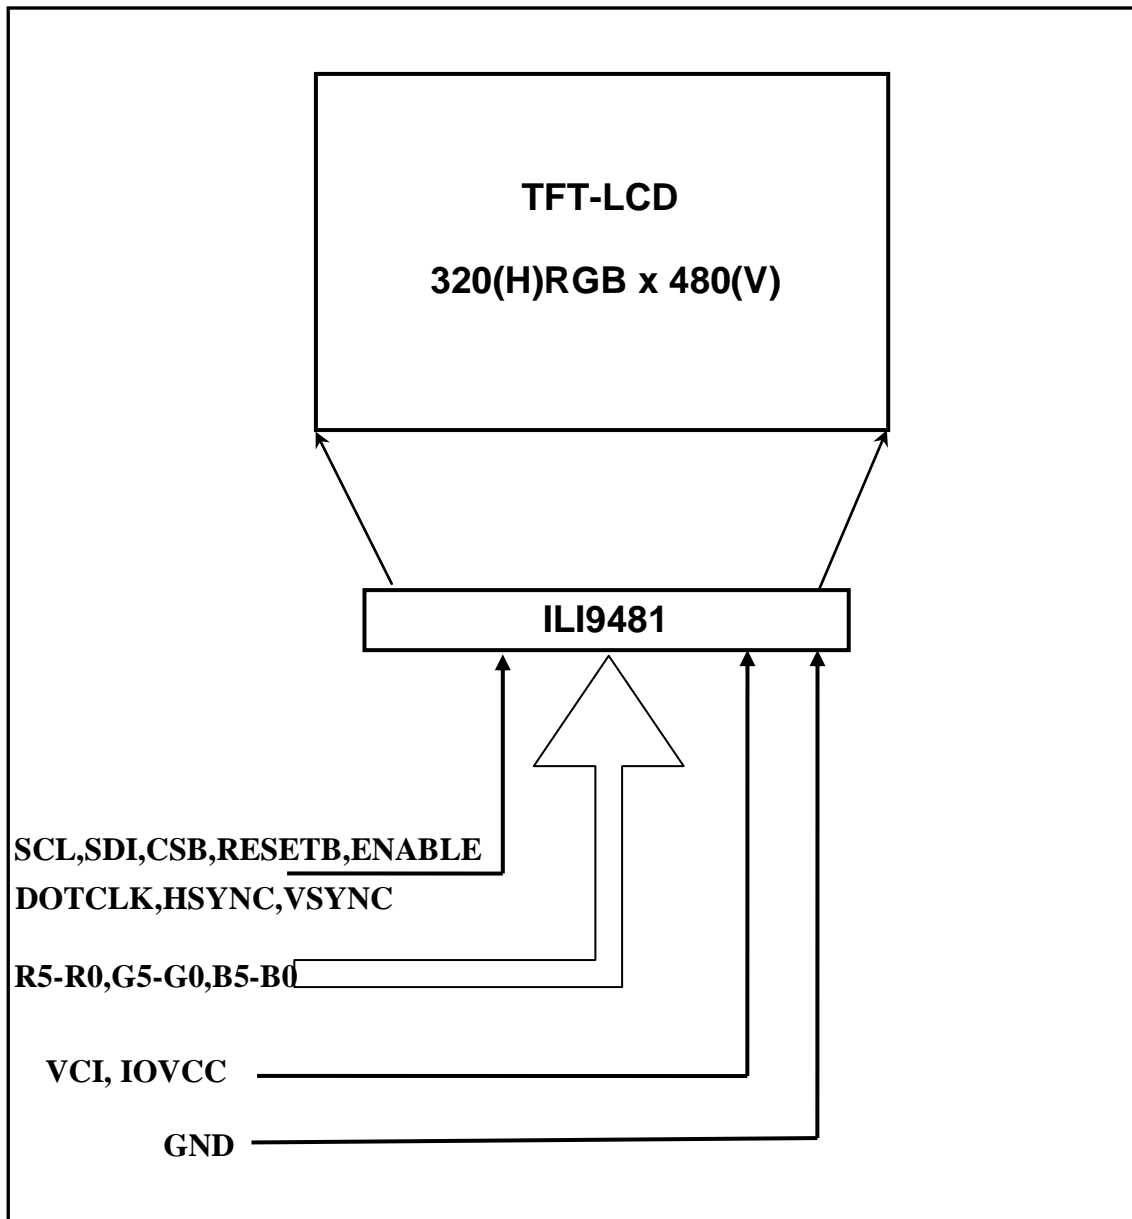 TFT-LCD
320(H)RGB x 480(V)
ILI9481
SCL,SDI,CSB,RESETB,ENABLE
DOTCLK,HSYNC,VSYNC
R5-R0,G5-G0,B5-B0
VCI, IOVCC
GND